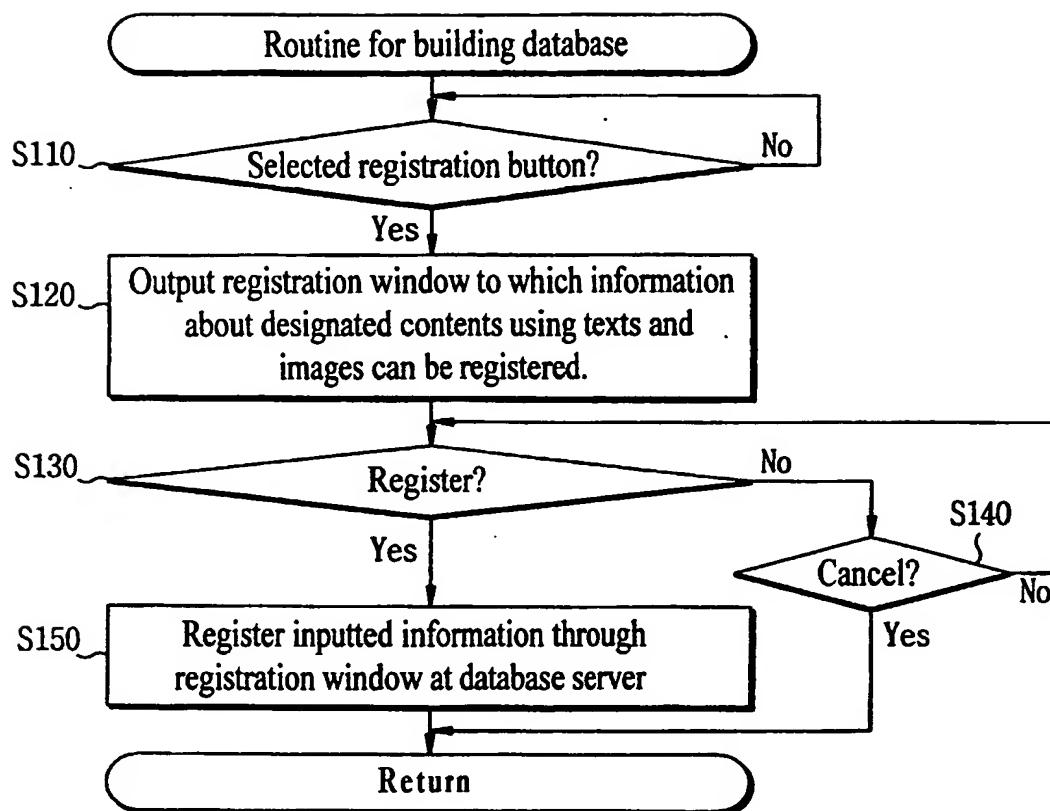 Routine for building database
No
S110
Selected registration button?
Yes
S120
Output registration window to which information
about designated contents using texts and
images can be registered.
S130
Register?
No
S140
Yes
Cancel?
No
Yes
S150
Register inputted information through
registration window at database server
Return